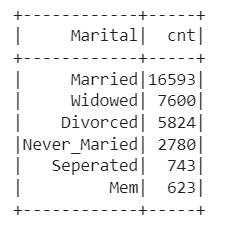 +------------+-----+
|     Marital|  cnt|
+------------+-----+
|     Married|16593|
|     Widowed| 7600|
|    Divorced| 5824|
|Never_Maried| 2780|
|   Seperated|  743|
|         Mem|  623|
+------------+-----+